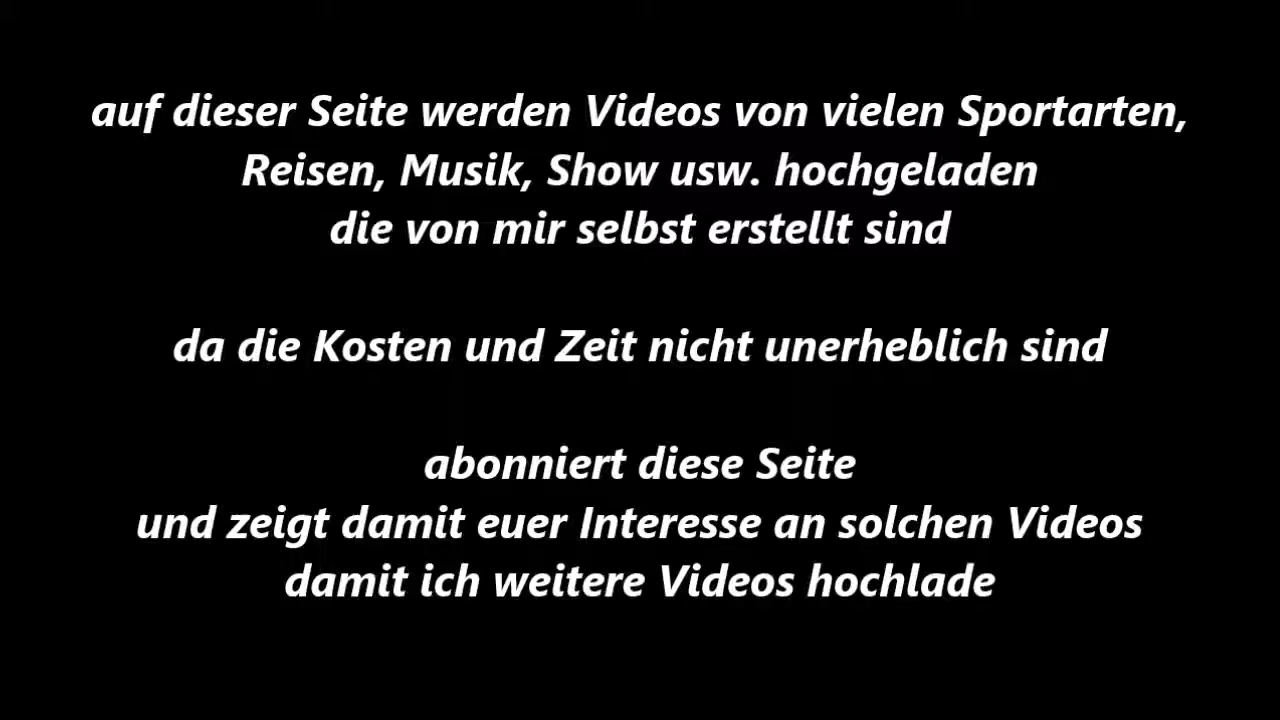 auf dieser Seite werden Videos von vielen Sportarten,
Reisen, Musik, Show usw. hochgeladen
die von mir selbst erstellt sind
da die Kosten und Zeit nicht unerheblich sind
abonniert diese Seite
und zeigt damit euer Interesse an solchen Videos
damit ich weitere Videos hochlade